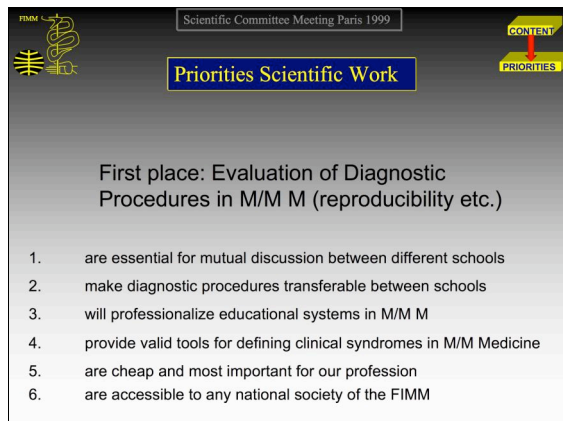 FIMM
Scientific Committee Meeting Paris 1999
CONTENT
PRIORITIES
Priorities Scientific Work
First place: Evaluation of Diagnostic
Procedures in M/M M (reproducibility etc.)
1. are essential for mutual discussion between different schools
2. make diagnostic procedures transferable between schools
3. will professionalize educational systems in M/M M
4. provide valid tools for defining clinical syndromes in M/M Medicine
5. are cheap and most important for our profession
6. are accessible to any national society of the FIMM